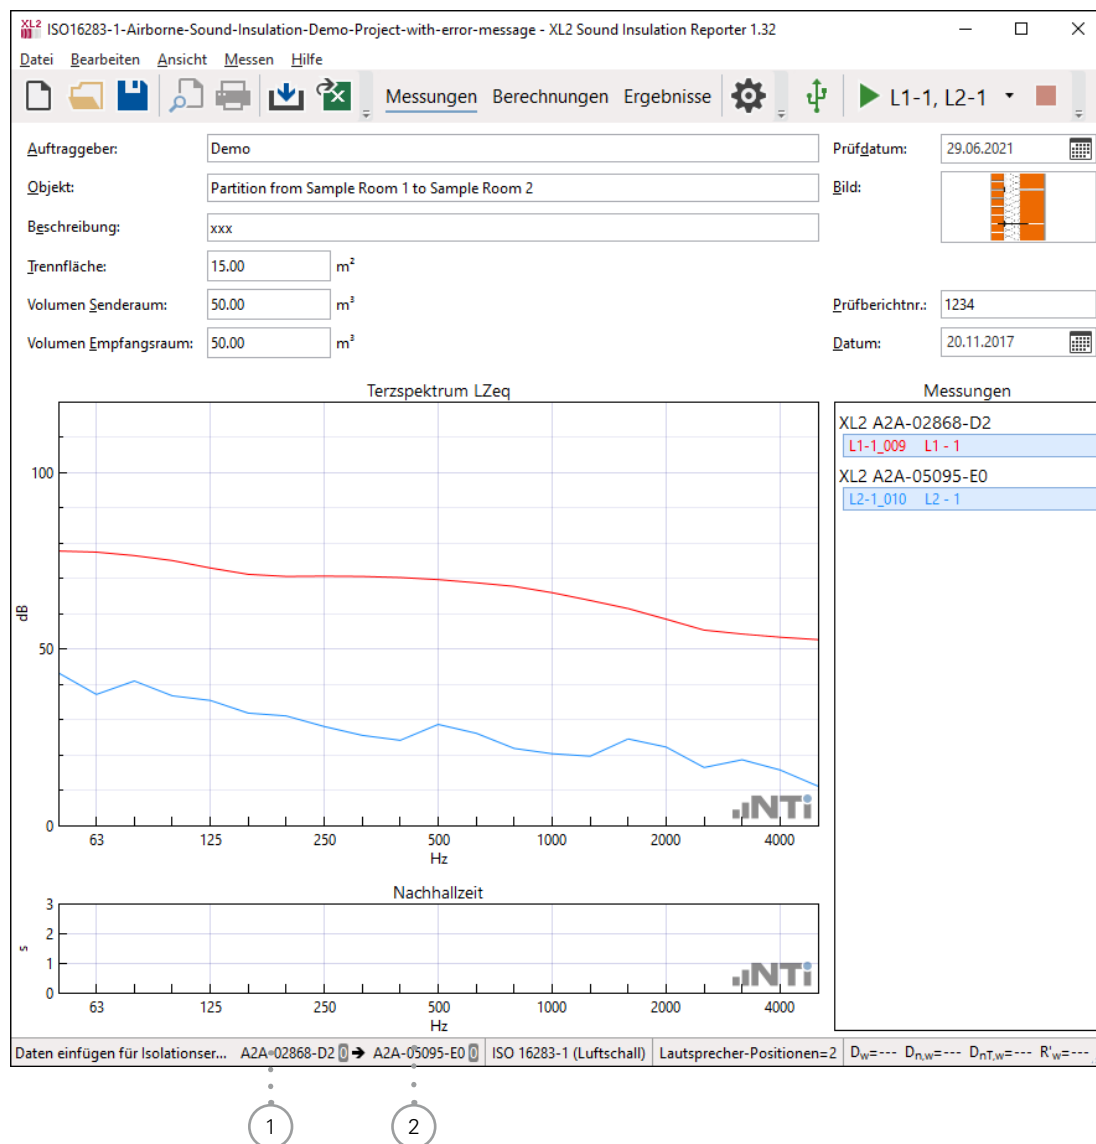 XL2 ISO16283-1-Airborne-Sound-Insulation-Demo-Project-with-error-message - XL2 Sound Insulation Reporter 1.32
Datei Bearbeiten Ansicht Messen Hilfe
Messungen Berechnungen Ergebnisse L1-1, L2-1
Auftraggeber: Demo Prüfdatum: 29.06.2021
Objekt: Partition from Sample Room 1 to Sample Room 2 Bild:
Beschreibung: xxx
Trennfläche: 15.00 m²
Volumen Senderaum: 50.00 m³ Prüfberichtnr.: 1234
Volumen Empfangsraum: 50.00 m³ Datum: 20.11.2017
Terzspektrum LZeq
100
50
0
dB
63 125 250 500 1000 2000 4000
Hz
NTi
Messungen
XL2 A2A-02868-D2
L1-1_009 L1 - 1
XL2 A2A-05095-E0
L2-1_010 L2 - 1
Nachhallzeit
3
2
1
0
s
63 125 250 500 1000 2000 4000
Hz
NTi
Daten einfügen für Isolationser... A2A-02868-D2 0 → A2A-05095-E0 0 ISO 16283-1 (Luftschall) Lautsprecher-Positionen=2 Dw=--- Dn,w=--- DnT,w=--- R'w=---
1 2